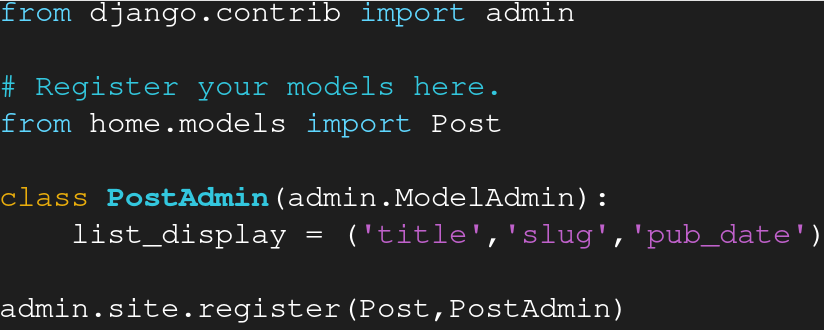 from django.contrib import admin
# Register your models here.
from home.models import Post
class PostAdmin(admin.ModelAdmin):
list_display = ('title','slug','pub_date')
admin.site.register(Post,PostAdmin)